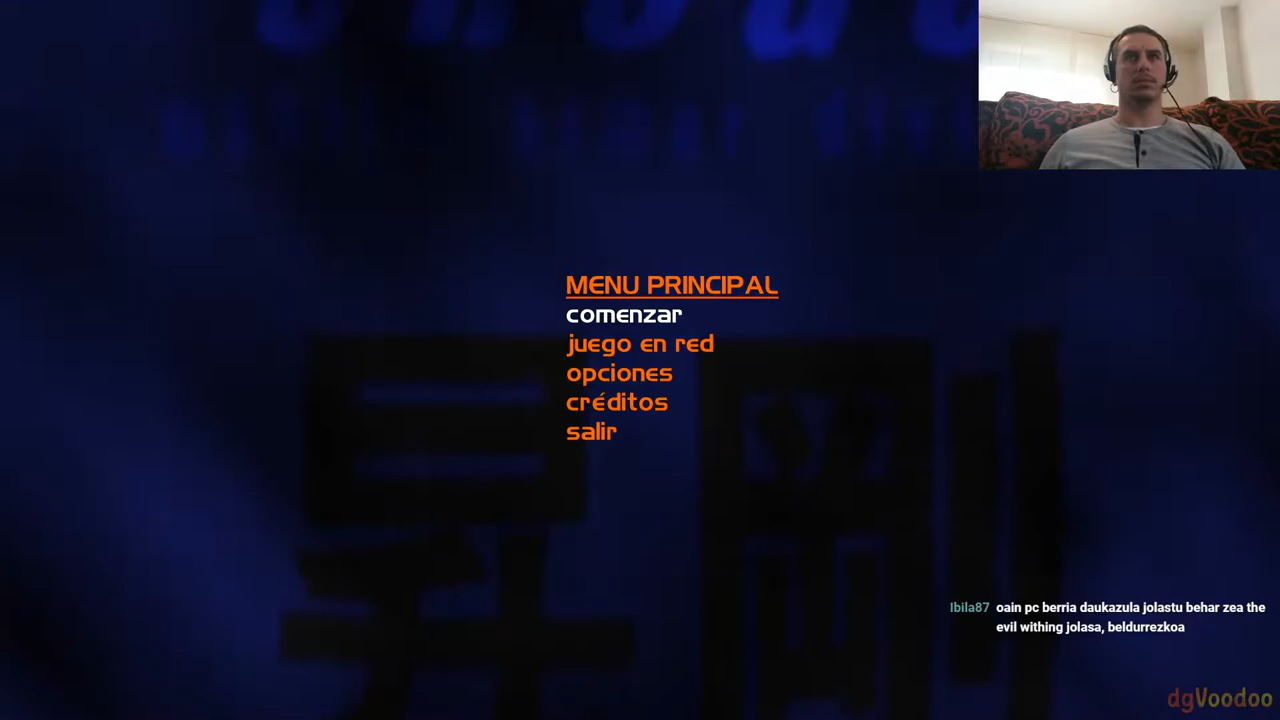 MENU PRINCIPAL
comenzar
juego en red
opciones
créditos
salir
Ibila87 oain pc berria daukazula jolastu behar zea the
evil withing jolasa, beldurrezkoa
dgVoodoo